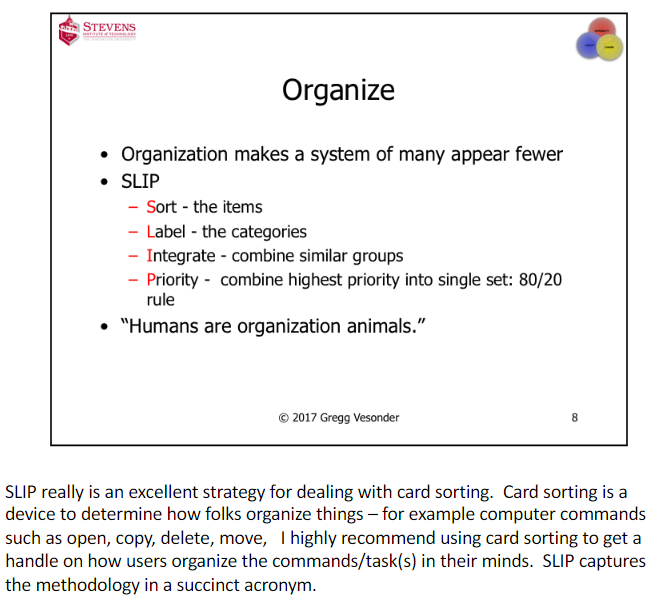 STEVENS
INSTITUTE of TECHNOLOGY
Organize
• Organization makes a system of many appear fewer
• SLIP
– Sort - the items
– Label - the categories
– Integrate - combine similar groups
– Priority -  combine highest priority into single set: 80/20
rule
• “Humans are organization animals.”
© 2017 Gregg Vesonder
8
SLIP really is an excellent strategy for dealing with card sorting.  Card sorting is a
device to determine how folks organize things – for example computer commands
such as open, copy, delete, move,   I highly recommend using card sorting to get a
handle on how users organize the commands/task(s) in their minds.  SLIP captures
the methodology in a succinct acronym.